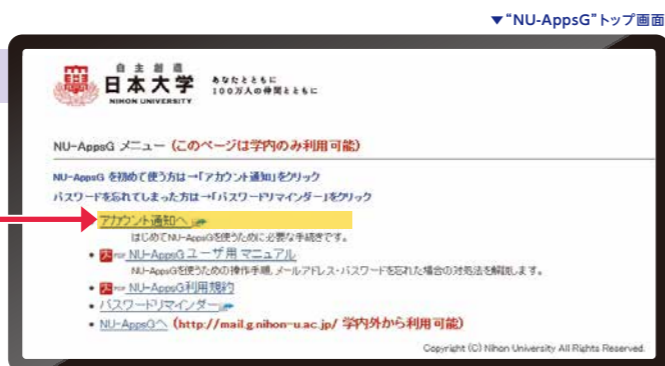 ▼“NU-AppsG”トップ画面
自主創造
日本大学
NIHON UNIVERSITY
あなたとともに
100万人の仲間とともに
NU-AppsG メニュー (このページは学内のみ利用可能)
NU-AppsG を初めて使う方は→「アカウント通知」をクリック
パスワードを忘れてしまった方は→「パスワードリマインダー」をクリック
アカウント通知へ
はじめてNU-AppsGを使うために必要な手続きです。
• NU-AppsG ユーザ用 マニュアル
NU-AppsGを使うための操作手順、メールアドレス・パスワードを忘れた場合の対処法を解説します。
• NU-AppsG利用規約
• パスワードリマインダー
• NU-AppsGへ (http://mail.g.nihon-u.ac.jp/ 学内外から利用可能)
Copyright (C) Nihon University All Rights Reserved.